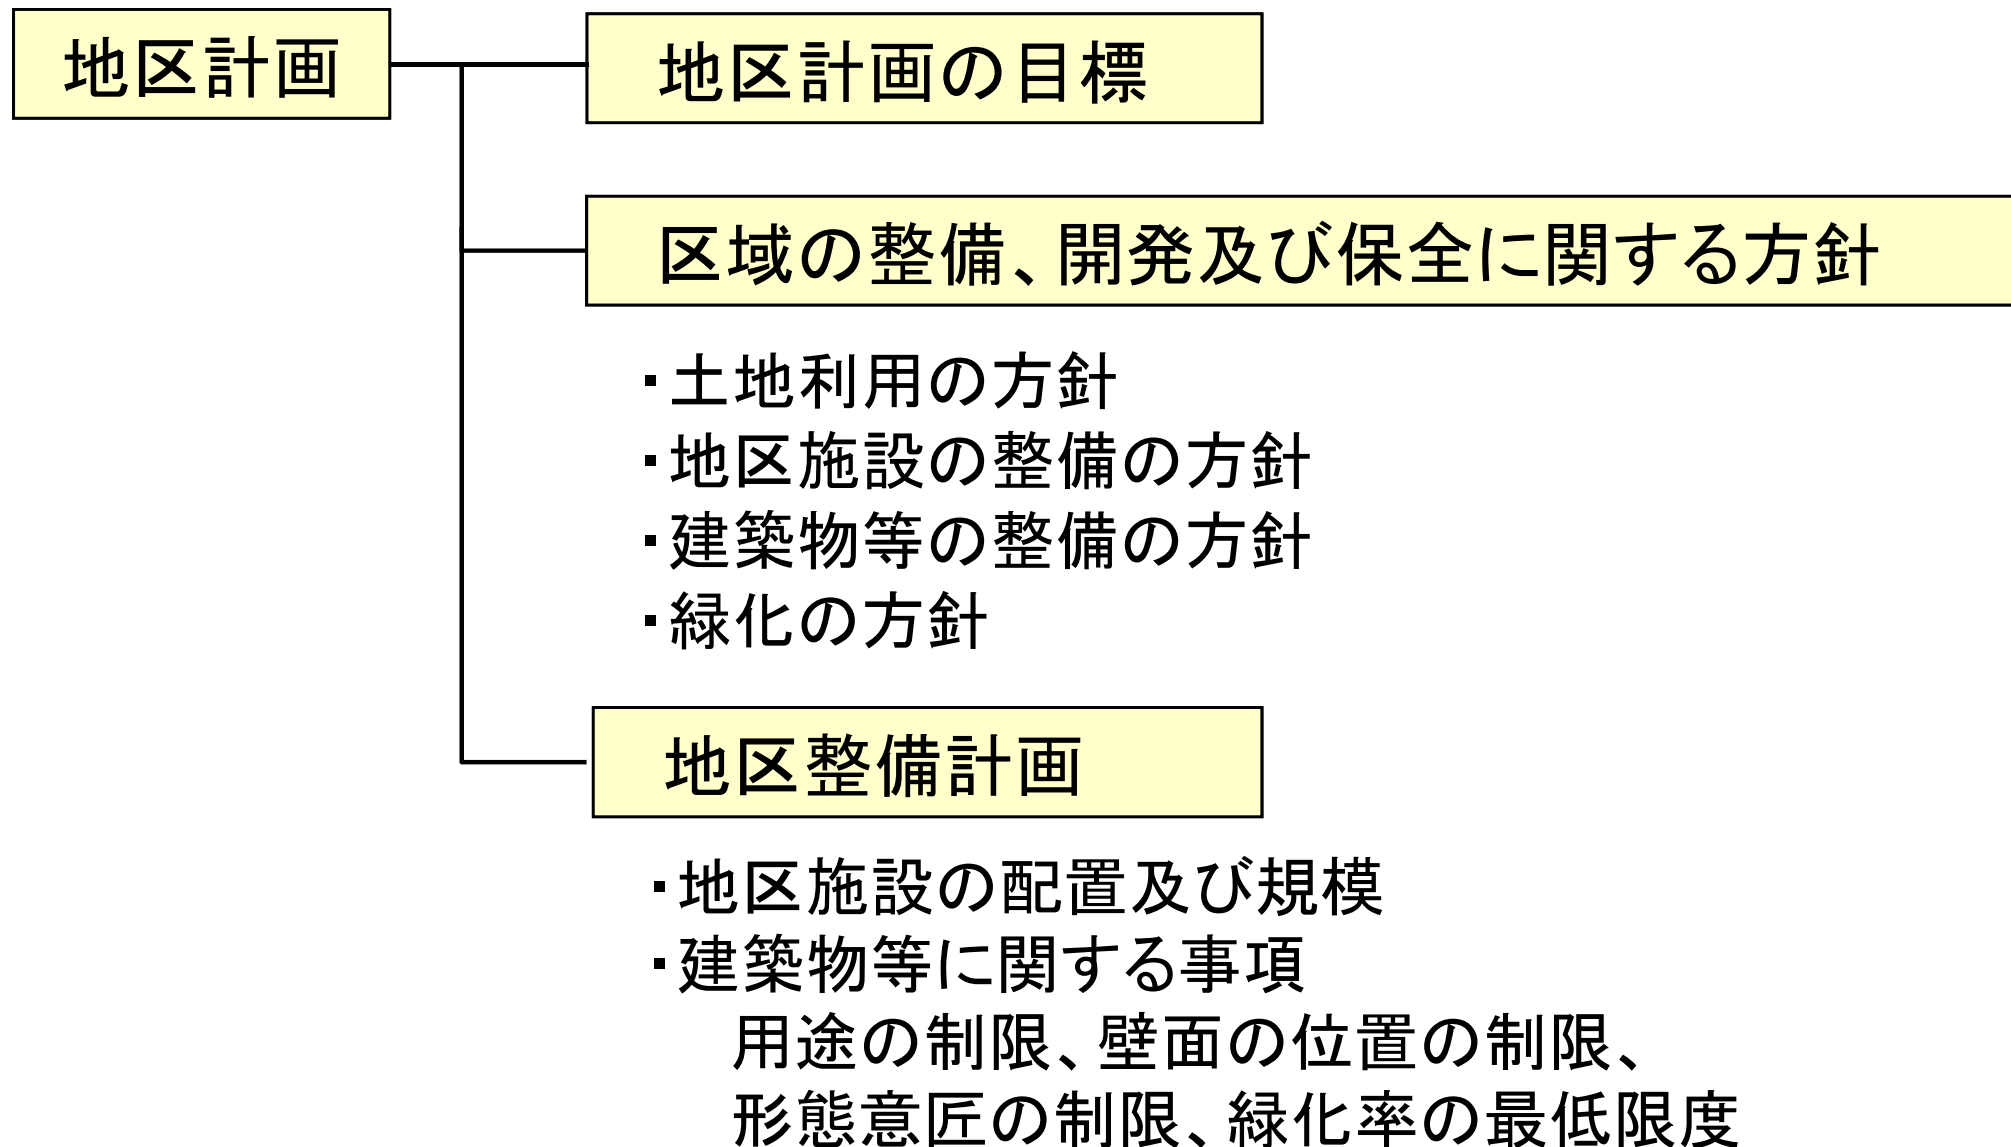 地区計画
地区計画の目標
区域の整備、開発及び保全に関する方針
・土地利用の方針
・地区施設の整備の方針
・建築物等の整備の方針
・緑化の方針
地区整備計画
・地区施設の配置及び規模
・建築物等に関する事項
用途の制限、壁面の位置の制限、
形態意匠の制限、緑化率の最低限度